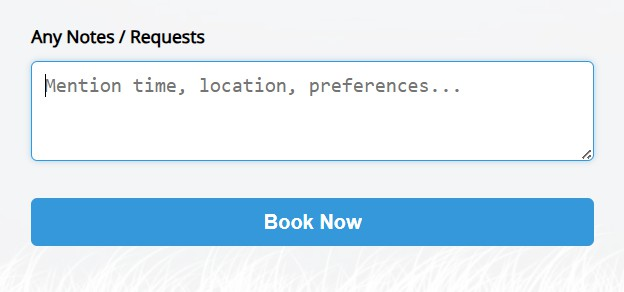 Any Notes / Requests
Mention time, location, preferences...
Book Now